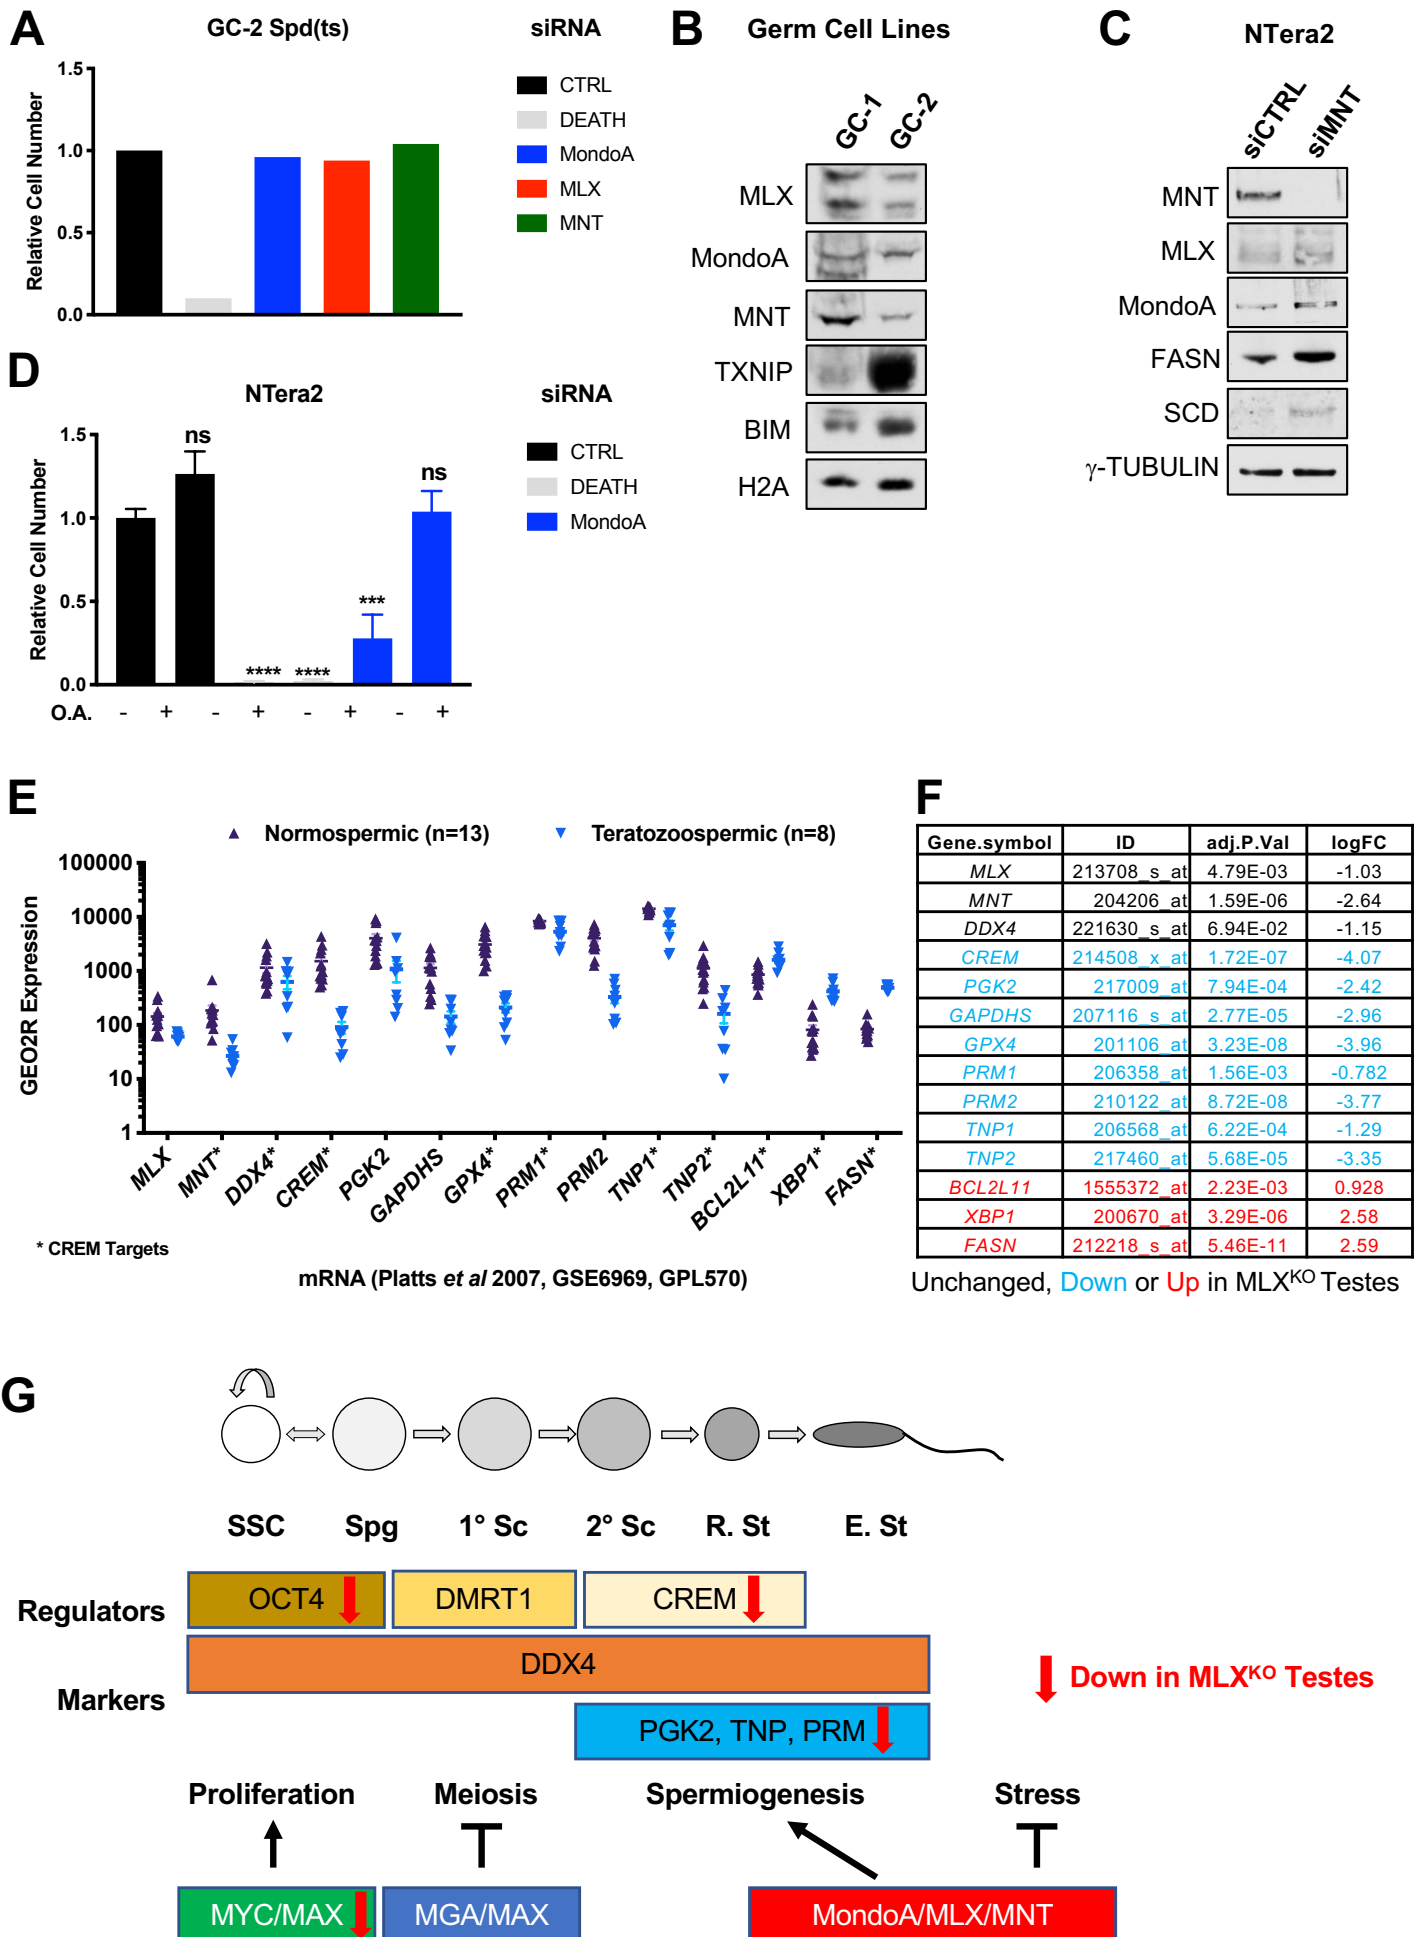 A
GC-2 Spd(ts)
siRNA
Relative Cell Number
1.5
1.0
0.5
0.0
CTRL
DEATH
MondoA
MLX
MNT
B
Germ Cell Lines
GC-1
GC-2
MLX
MondoA
MNT
TXNIP
BIM
H2A
C
NTera2
siCTRL
siMNT
MNT
MLX
MondoA
FASN
SCD
γ-TUBULIN
D
NTera2
siRNA
Relative Cell Number
1.5
1.0
0.5
0.0
ns
**** ****
***
ns
CTRL
DEATH
MondoA
O.A. - + - + - + - +
E
Normospermic (n=13)
Teratozoospermic (n=8)
GEO2R Expression
100000
10000
1000
100
10
1
MLX
MNT*
DDX4*
CREM*
PGK2
GAPDHS
GPX4*
PRM1*
PRM2
TNP1*
TNP2*
BCL2L11*
XBP1*
FASN*
* CREM Targets
mRNA (Platts et al 2007, GSE6969, GPL570)
F
Gene.symbol ID adj.P.Val logFC
MLX 213708_s_at 4.79E-03 -1.03
MNT 204206_at 1.59E-06 -2.64
DDX4 221630_s_at 6.94E-02 -1.15
CREM 214508_x_at 1.72E-07 -4.07
PGK2 217009_at 7.94E-04 -2.42
GAPDHS 207116_s_at 2.77E-05 -2.96
GPX4 201106_at 3.23E-08 -3.96
PRM1 206358_at 1.56E-03 -0.782
PRM2 210122_at 8.72E-08 -3.77
TNP1 206568_at 6.22E-04 -1.29
TNP2 217460_at 5.68E-05 -3.35
BCL2L11 1555372_at 2.23E-03 0.928
XBP1 200670_at 3.29E-06 2.58
FASN 212218_s_at 5.46E-11 2.59
Unchanged, Down or Up in MLXKO Testes
G
SSC Spg 1° Sc 2° Sc R. St E. St
Regulators
OCT4 DMRT1 CREM
DDX4
Markers
PGK2, TNP, PRM
Down in MLXKO Testes
Proliferation Meiosis Spermiogenesis Stress
MYC/MAX MGA/MAX MondoA/MLX/MNT